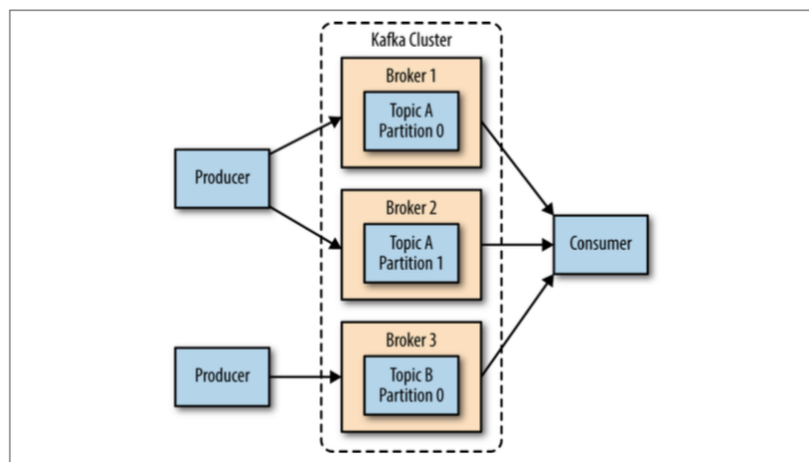 Kafka Cluster
Broker 1
Topic A
Partition 0
Producer
Broker 2
Topic A
Partition 1
Consumer
Broker 3
Topic B
Partition 0
Producer